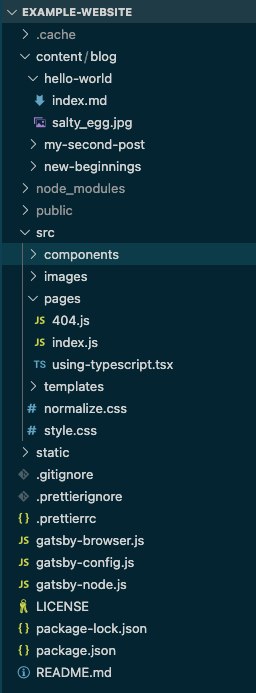 EXAMPLE-WEBSITE
.cache
content/blog
hello-world
index.md
salty_egg.jpg
my-second-post
new-beginnings
node_modules
public
src
components
images
pages
JS 404.js
JS index.js
TS using-typescript.tsx
templates
# normalize.css
# style.css
static
.gitignore
.prettierignore
{ } .prettierrc
JS gatsby-browser.js
JS gatsby-config.js
JS gatsby-node.js
LICENSE
{ } package-lock.json
{ } package.json
README.md